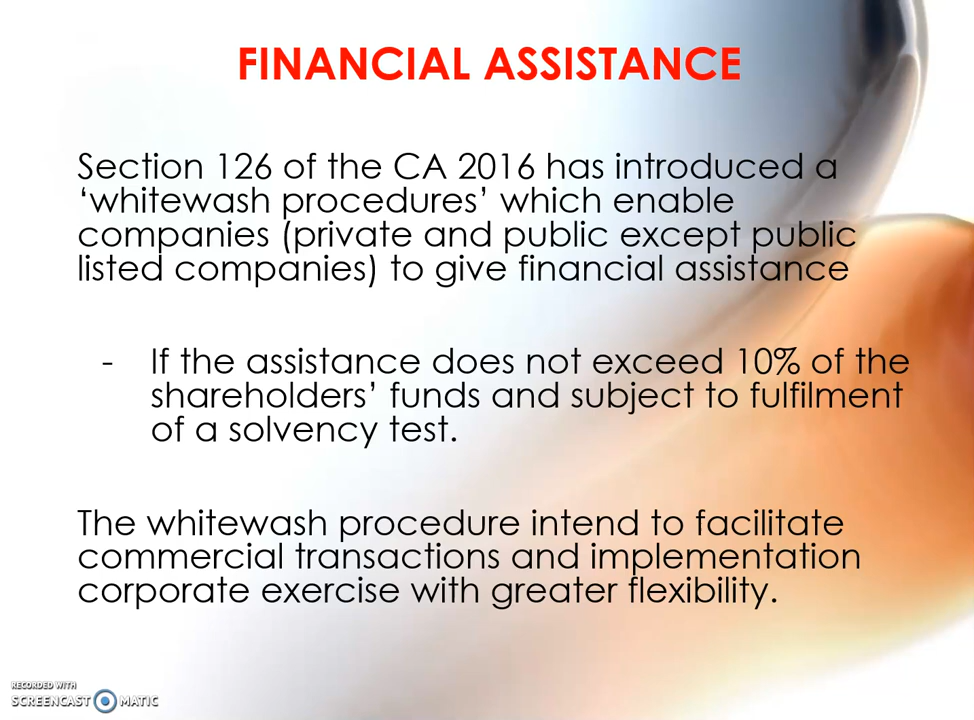 FINANCIAL ASSISTANCE
Section 126 of the CA 2016 has introduced a
‘whitewash procedures’ which enable
companies (private and public except public
listed companies) to give financial assistance
- If the assistance does not exceed 10% of the
shareholders’ funds and subject to fulfilment
of a solvency test.
The whitewash procedure intend to facilitate
commercial transactions and implementation
corporate exercise with greater flexibility.
RECORDED WITH
SCREENCAST MATIC